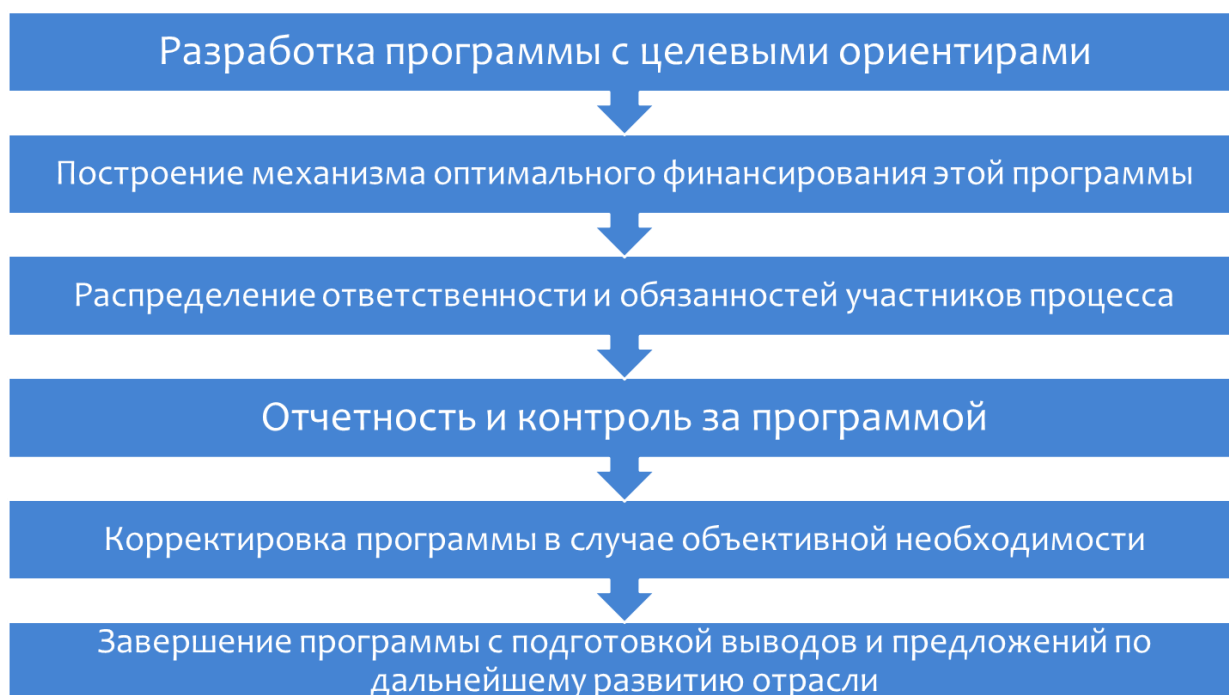 Разработка программы с целевыми ориентирами
Построение механизма оптимального финансирования этой программы
Распределение ответственности и обязанностей участников процесса
Отчетность и контроль за программой
Корректировка программы в случае объективной необходимости
Завершение программы с подготовкой выводов и предложений по
дальнейшему развитию отрасли